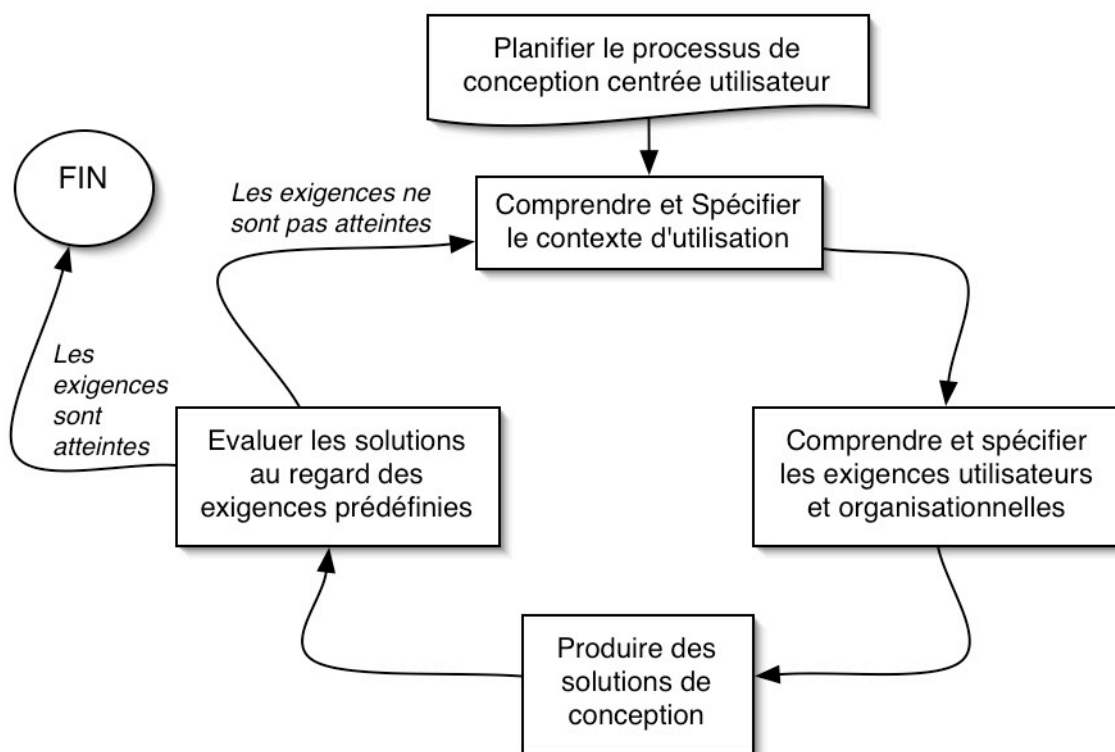 Planifier le processus de
conception centrée utilisateur
FIN
Les exigences ne
sont pas atteintes
Comprendre et Spécifier
le contexte d'utilisation
Les
exigences
sont
atteintes
Evaluer les solutions
au regard des
exigences prédéfinies
Comprendre et spécifier
les exigences utilisateurs
et organisationnelles
Produire des
solutions de
conception